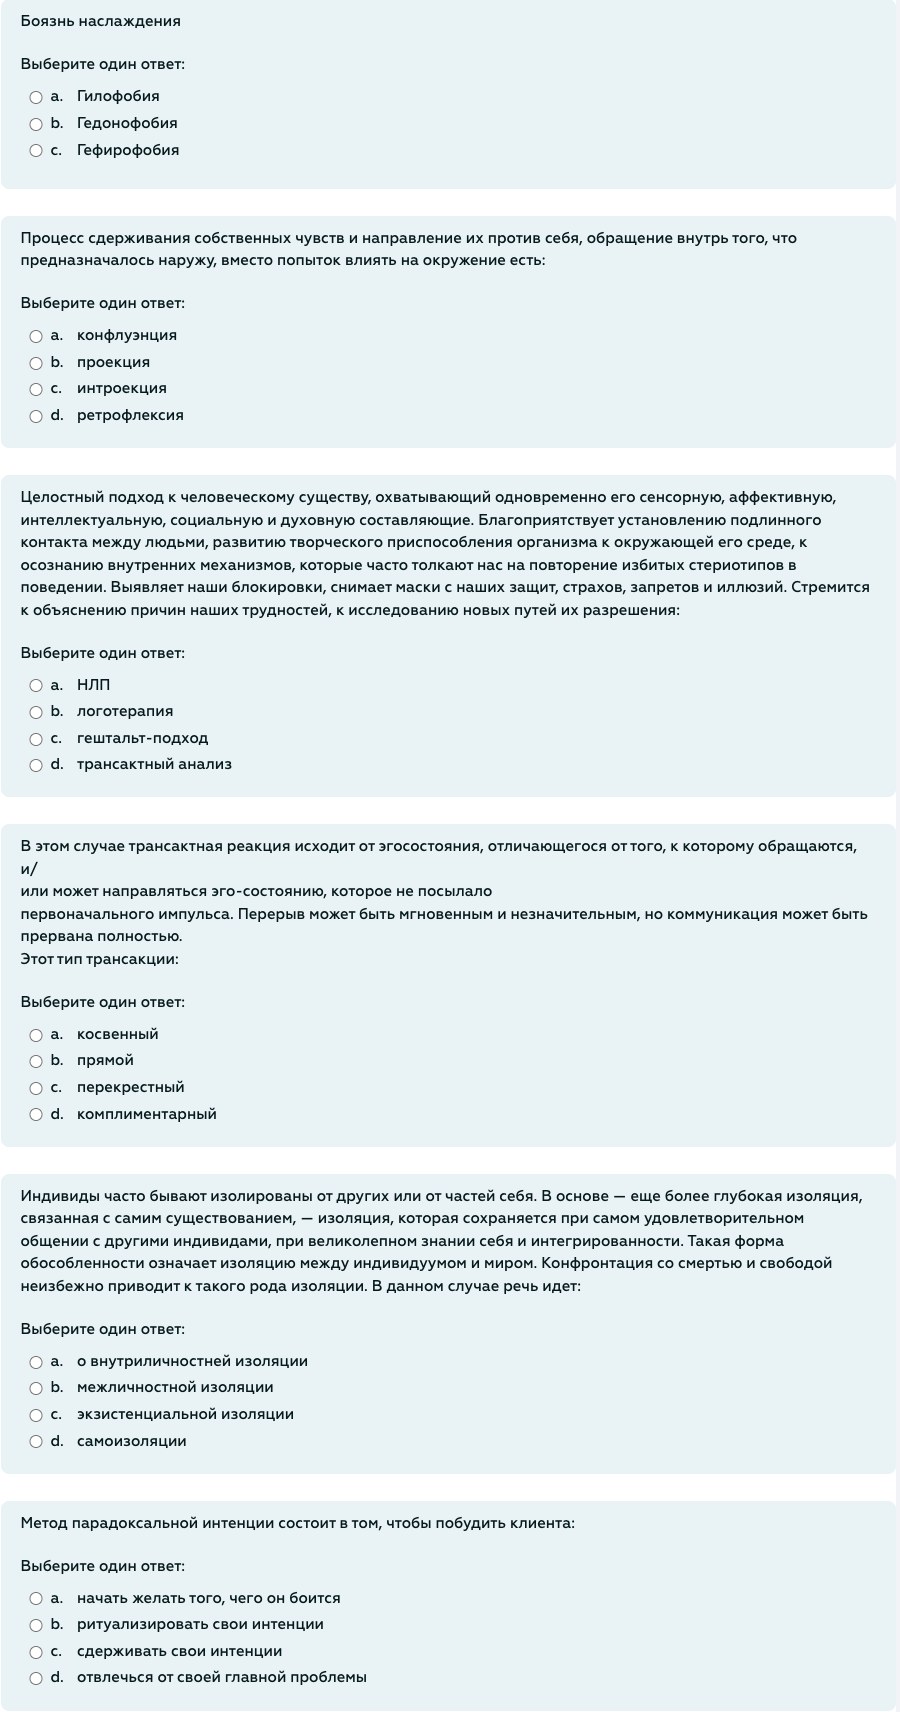 Боязнь наслаждения
Выберите один ответ:
a. Гилофобия
b. Гедонофобия
c. Гефирофобия
Процесс сдерживания собственных чувств и направление их против себя, обращение внутрь того, что
предназначалось наружу, вместо попыток влиять на окружение есть:
Выберите один ответ:
a. конфлуэнция
b. проекция
c. интроекция
d. ретрофлексия
Целостный подход к человеческому существу, охватывающий одновременно его сенсорную, аффективную,
интеллектуальную, социальную и духовную составляющие. Благоприятствует установлению подлинного
контакта между людьми, развитию творческого приспособления организма к окружающей его среде, к
осознанию внутренних механизмов, которые часто толкают нас на повторение избитых стериотипов в
поведении. Выявляет наши блокировки, снимает маски с наших защит, страхов, запретов и иллюзий. Стремится
к объяснению причин наших трудностей, к исследованию новых путей их разрешения:
Выберите один ответ:
a. НЛП
b. логотерапия
c. гештальт-подход
d. трансактный анализ
В этом случае трансактная реакция исходит от эгосостояния, отличающегося от того, к которому обращаются,
и/
или может направляться эго-состоянию, которое не посылало
первоначального импульса. Перерыв может быть мгновенным и незначительным, но коммуникация может быть
прервана полностью.
Этот тип трансакции:
Выберите один ответ:
a. косвенный
b. прямой
c. перекрестный
d. комплиментарный
Индивиды часто бывают изолированы от других или от частей себя. В основе — еще более глубокая изоляция,
связанная с самим существованием, — изоляция, которая сохраняется при самом удовлетворительном
общении с другими индивидами, при великолепном знании себя и интегрированности. Такая форма
обособленности означает изоляцию между индивидуумом и миром. Конфронтация со смертью и свободой
неизбежно приводит к такого рода изоляции. В данном случае речь идет:
Выберите один ответ:
a. о внутриличностней изоляции
b. межличностной изоляции
c. экзистенциальной изоляции
d. самоизоляции
Метод парадоксальной интенции состоит в том, чтобы побудить клиента:
Выберите один ответ:
a. начать желать того, чего он боится
b. ритуализировать свои интенции
c. сдерживать свои интенции
d. отвлечься от своей главной проблемы